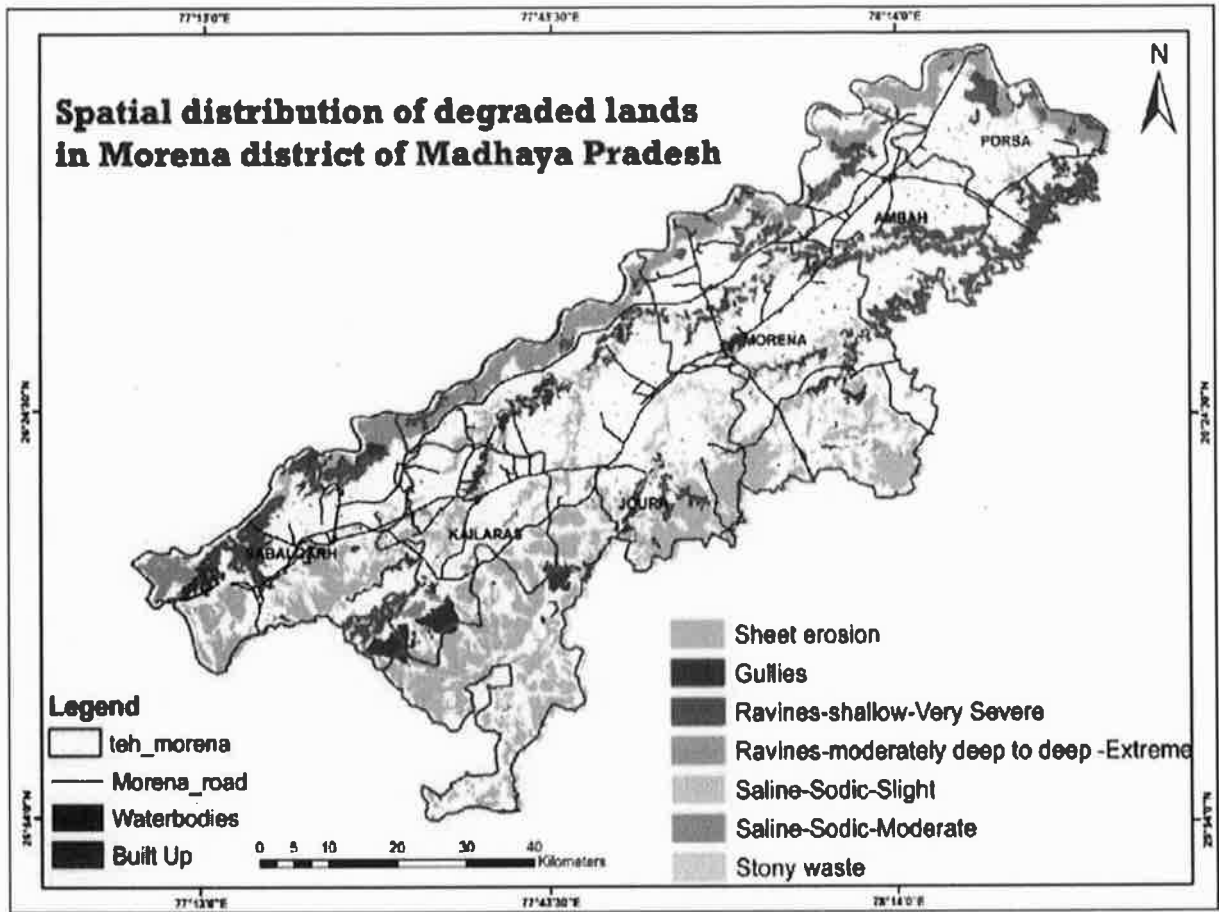 77°13'0"E 77°43'30"E 78°14'0"E
N
Spatial distribution of degraded lands
in Morena district of Madhaya Pradesh
PORSA
AMBAH
MORENA
JOURA
KAILARAS
SABALGARH
Legend
teh_morena
Morena_road
Waterbodies
Built Up
0 5 10 20 30 40
Kilometers
Sheet erosion
Gullies
Ravines-shallow-Very Severe
Ravines-moderately deep to deep -Extreme
Saline-Sodic-Slight
Saline-Sodic-Moderate
Stony waste
77°13'0"E 77°43'30"E 78°14'0"E